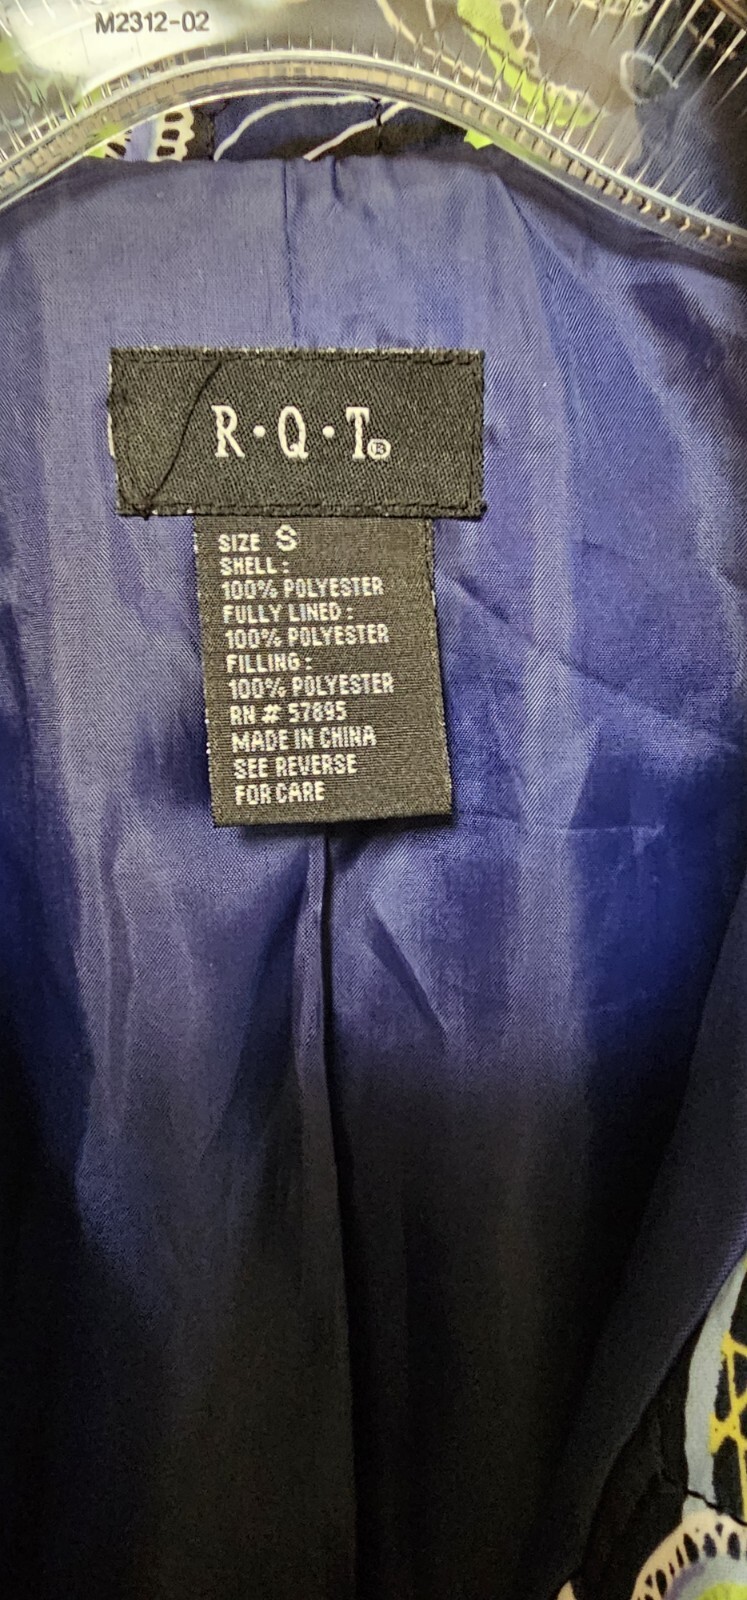 M2312-02
R·Q·T®
SIZE S
SHELL :
100% POLYESTER
FULLY LINED :
100% POLYESTER
FILLING :
100% POLYESTER
RN # 57895
MADE IN CHINA
SEE REVERSE
FOR CARE